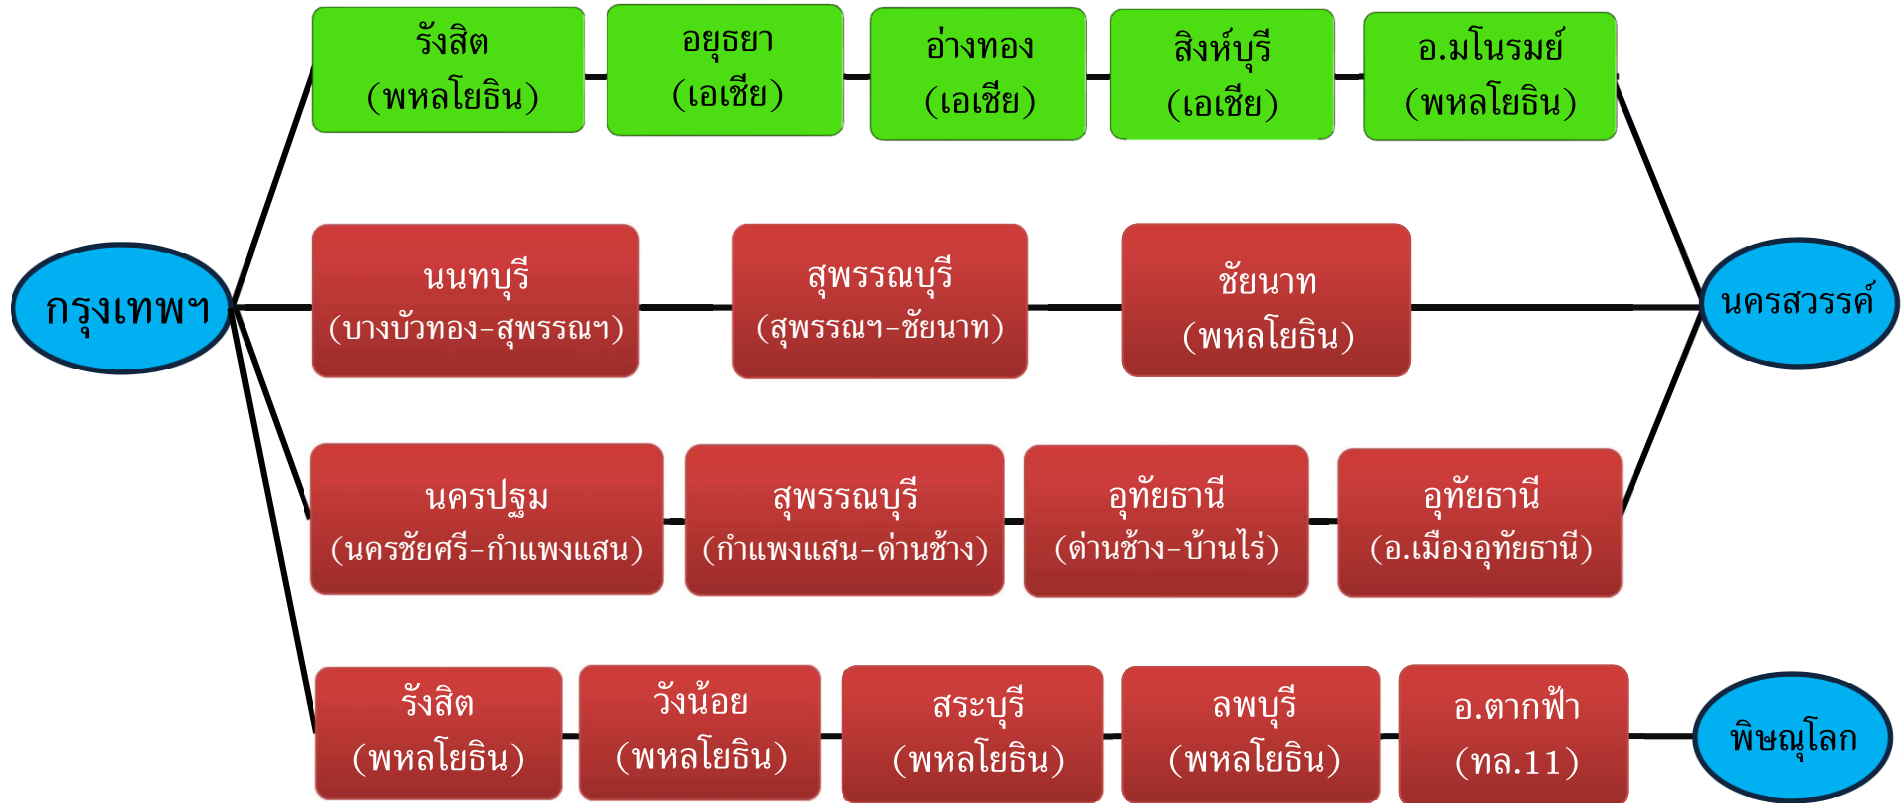 รังสิต
(พหลโยธิน)
อยุธยา
(เอเชีย)
อ่างทอง
(เอเชีย)
สิงห์บุรี
(เอเชีย)
อ.มโนรมย์
(พหลโยธิน)
กรุงเทพฯ
นนทบุรี
(บางบัวทอง-สุพรรณฯ)
สุพรรณบุรี
(สุพรรณฯ-ชัยนาท)
ชัยนาท
(พหลโยธิน)
นครสวรรค์
นครปฐม
(นครชัยศรี-กำแพงแสน)
สุพรรณบุรี
(กำแพงแสน-ด่านช้าง)
อุทัยธานี
(ด่านช้าง-บ้านไร่)
อุทัยธานี
(อ.เมืองอุทัยธานี)
รังสิต
(พหลโยธิน)
วังน้อย
(พหลโยธิน)
สระบุรี
(พหลโยธิน)
ลพบุรี
(พหลโยธิน)
อ.ตากฟ้า
(ทล.11)
พิษณุโลก